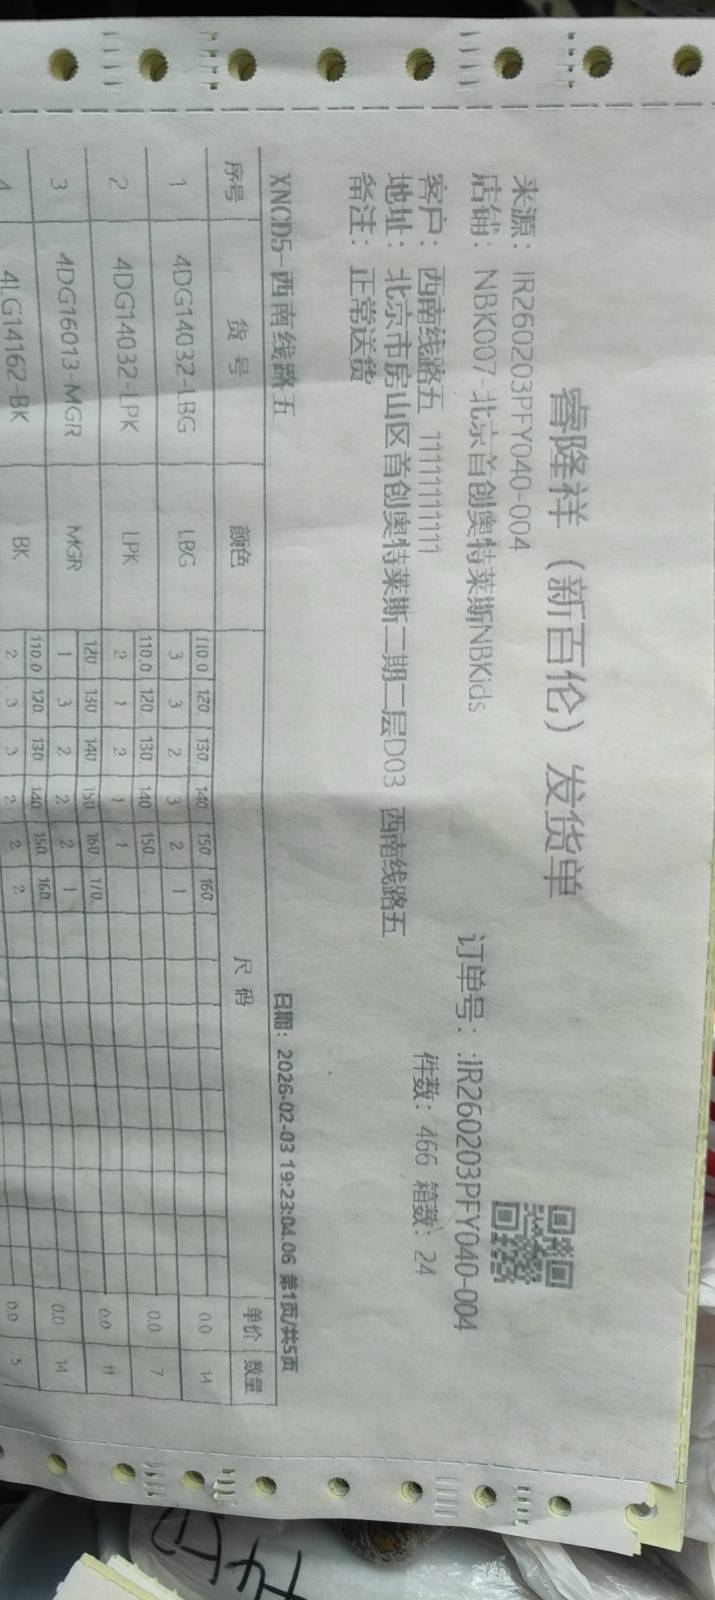 睿隆祥（新百伦）发货单
来源：IR260203PFY040-004
店铺：NBK007-北京首创奥特莱斯NBKids 订单号：:IR260203PFY040-004
客户：西南线路五 1111111111 件数：466 箱数：24
地址：北京市房山区首创奥特莱斯二期二层D03 西南线路五
备注：正常送货
XNCD5-西南线路五 日期：2026-02-03 19:23:04.06 第1页/共5页
序号 货号 颜色 尺码 单价 数量
110.0 120. 130. 140 150. 160.
1 4DG14032-LBG LBG 3 3 2 3 2 1 0.0 14
110.0 120. 130. 140 150.
2 4DG14032-LPK LPK 2 1 2 1 1 0.0 7
120. 130 140. 150 160. 170.
3 4DG16013-MGR MGR 1 3 2 2 2 1 0.0 11
110.0 120. 130. 140. 150. 160.
4 4LG14162-BK BK 2 3 3 2 2 2 0.0 14
0.0 5